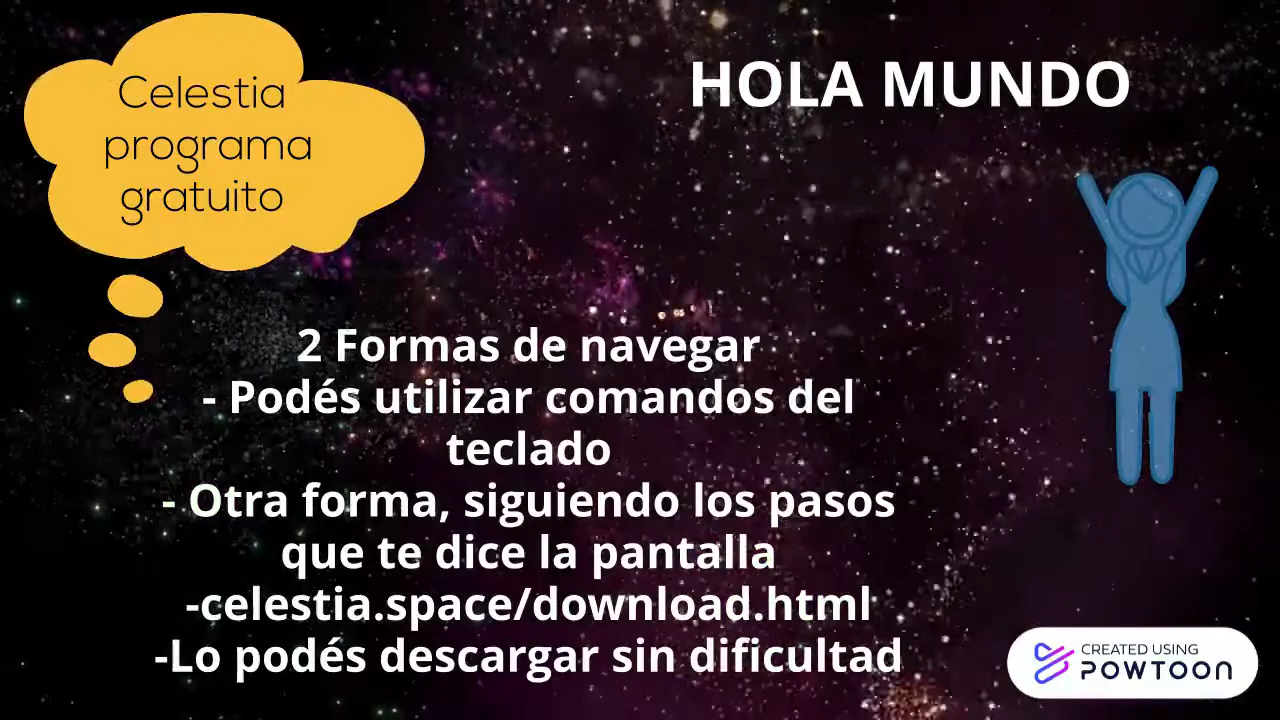 Celestia
programa
gratuito
HOLA MUNDO
2 Formas de navegar
- Podés utilizar comandos del
teclado
- Otra forma, siguiendo los pasos
que te dice la pantalla
-celestia.space/download.html
-Lo podés descargar sin dificultad
CREATED USING
POWTOON